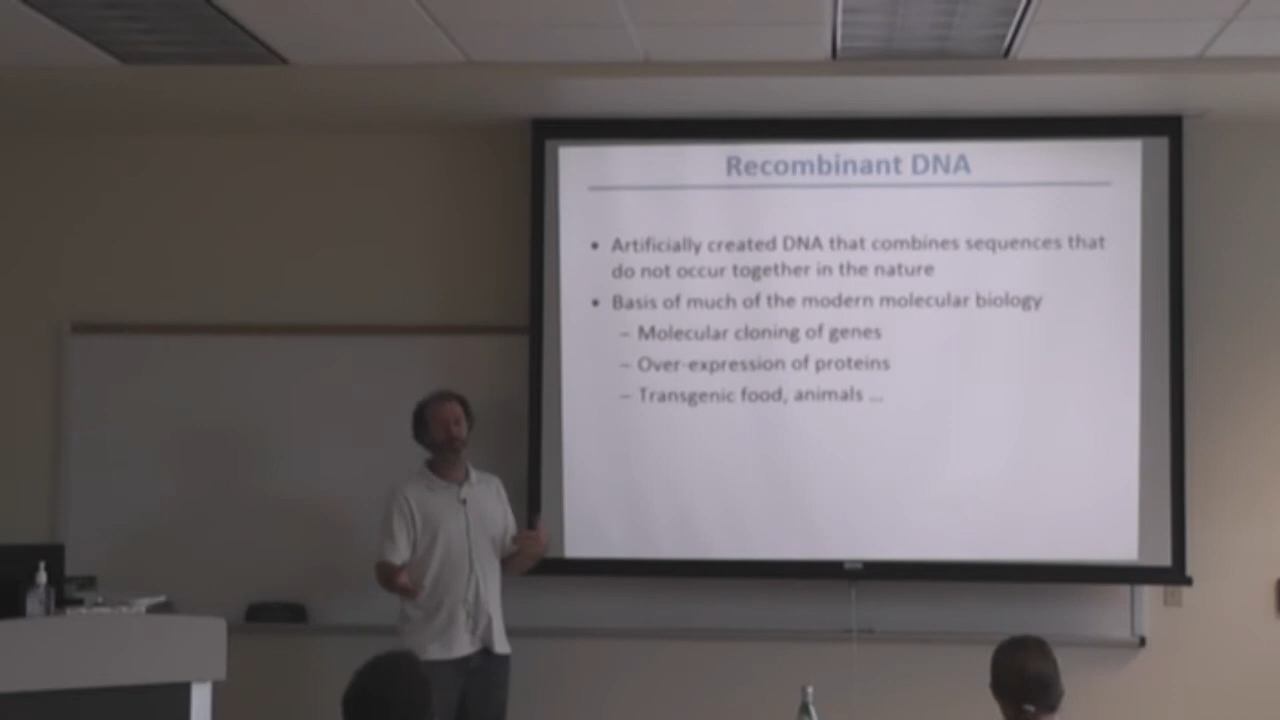 Recombinant DNA
• Artificially created DNA that combines sequences that
do not occur together in the nature
• Basis of much of the modern molecular biology
– Molecular cloning of genes
– Over-expression of proteins
– Transgenic food, animals ...